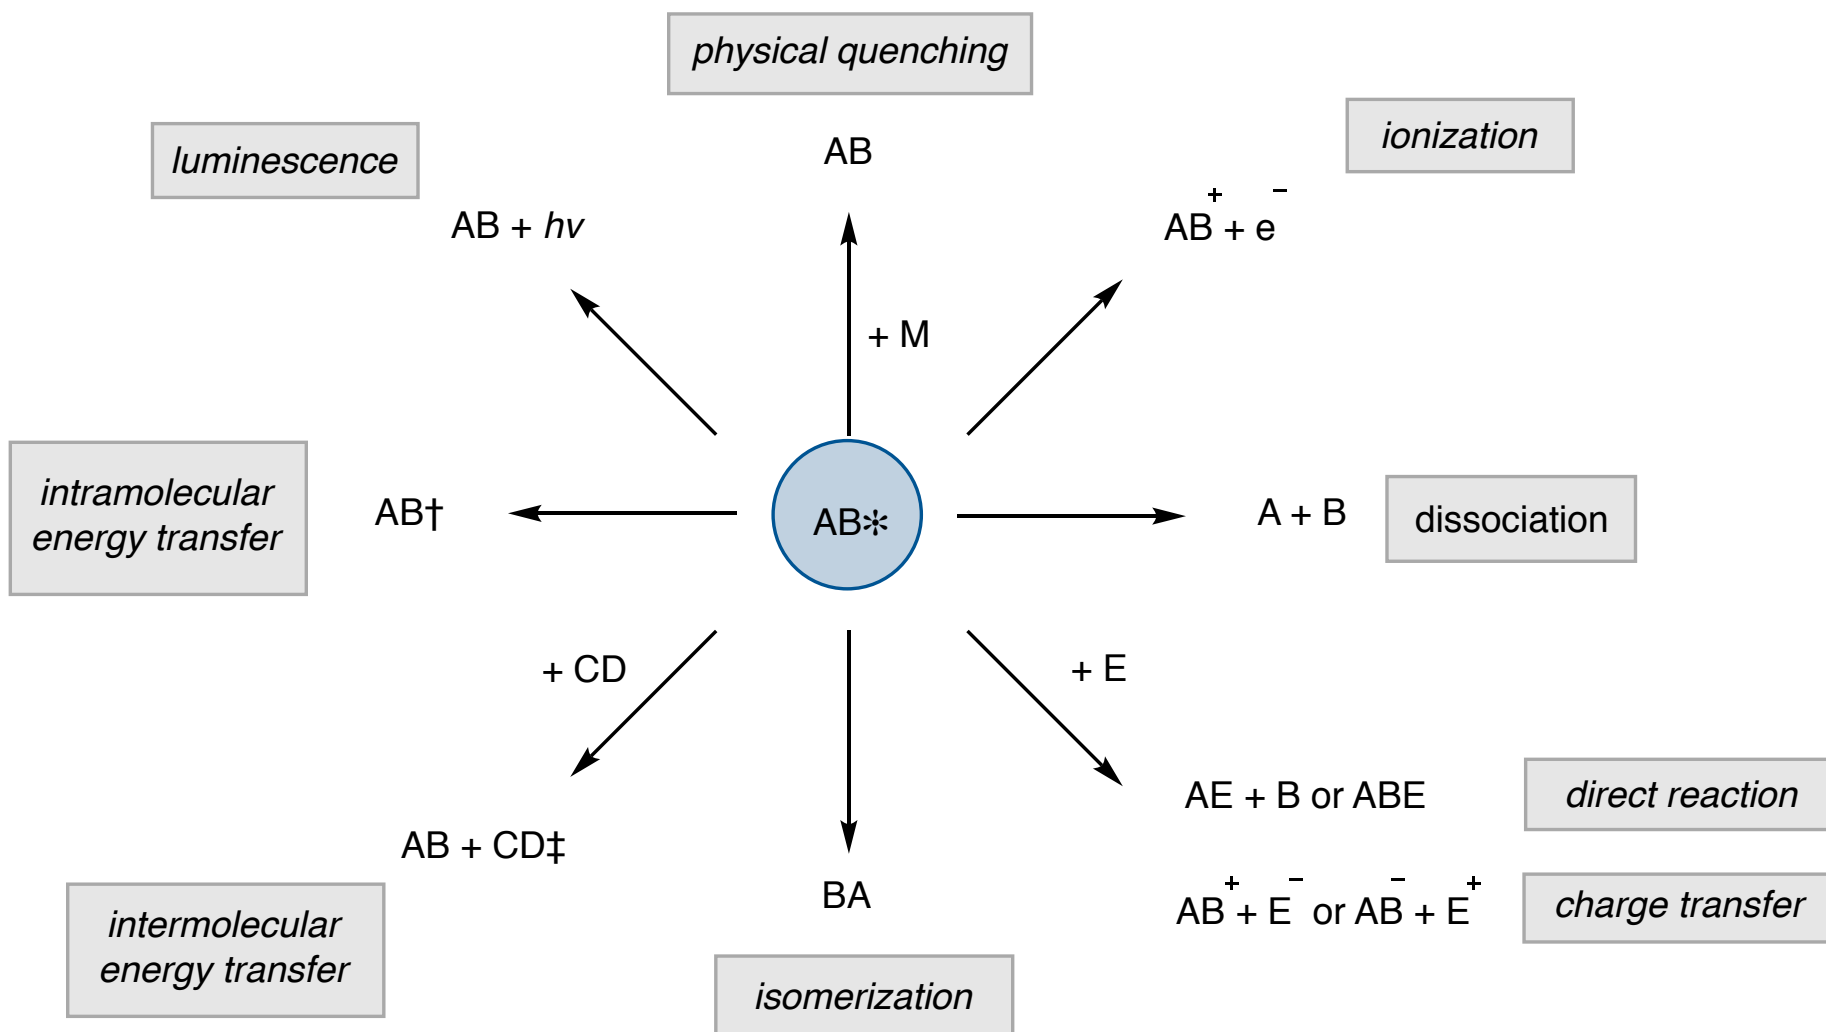 physical quenching
luminescence
ionization
AB
AB + hν
AB⁺ + e⁻
+ M
intramolecular
energy transfer
AB†
AB✻
A + B
dissociation
+ CD
+ E
AE + B or ABE
direct reaction
AB + CD‡
BA
AB⁺ + E⁻ or AB⁻ + E⁺
charge transfer
intermolecular
energy transfer
isomerization